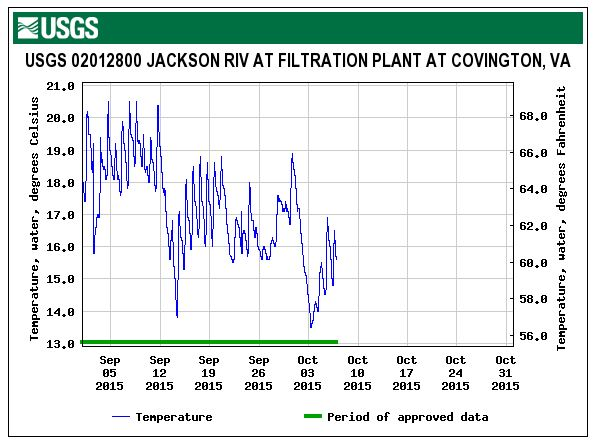 USGS
USGS 02012800 JACKSON RIV AT FILTRATION PLANT AT COVINGTON, VA
Temperature, water, degrees Celsius
21.0
20.0
19.0
18.0
17.0
16.0
15.0
14.0
13.0
68.0
66.0
64.0
62.0
60.0
58.0
56.0
Temperature, water, degrees Fahrenheit
Sep Sep Sep Sep Oct Oct Oct Oct Oct
05 12 19 26 03 10 17 24 31
2015 2015 2015 2015 2015 2015 2015 2015 2015
Temperature Period of approved data